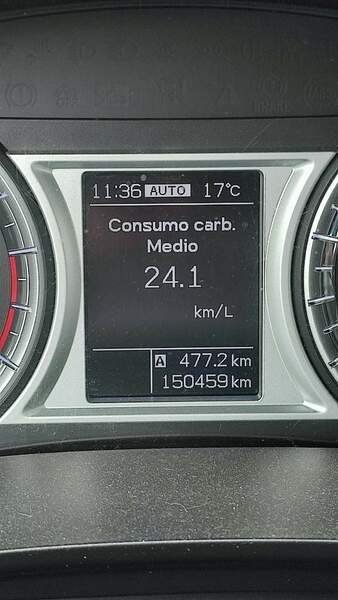 11:36 AUTO 17°C
Consumo carb.
Medio
24.1
km/L
A 477.2 km
150459 km